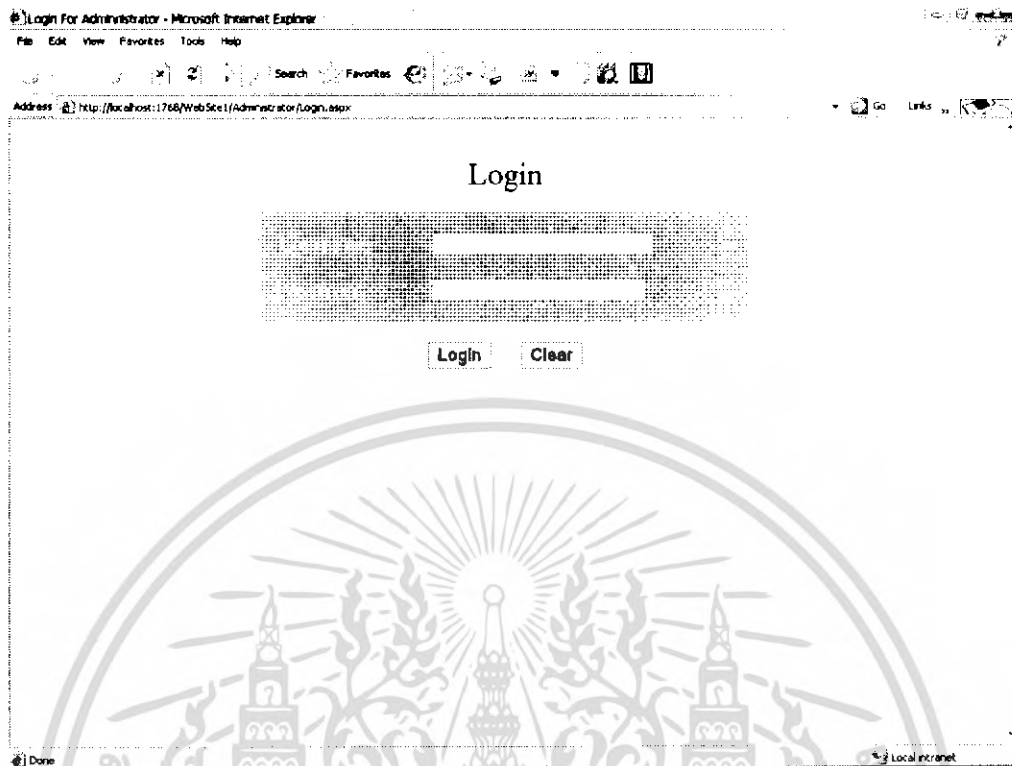 Login For Administrator - Microsoft Internet Explorer
File Edit View Favorites Tools Help
Search Favorites
Address http://localhost:1768/WebSite1/Administrator/Login.aspx Go Links »
Login
Login Clear
Done Local intranet